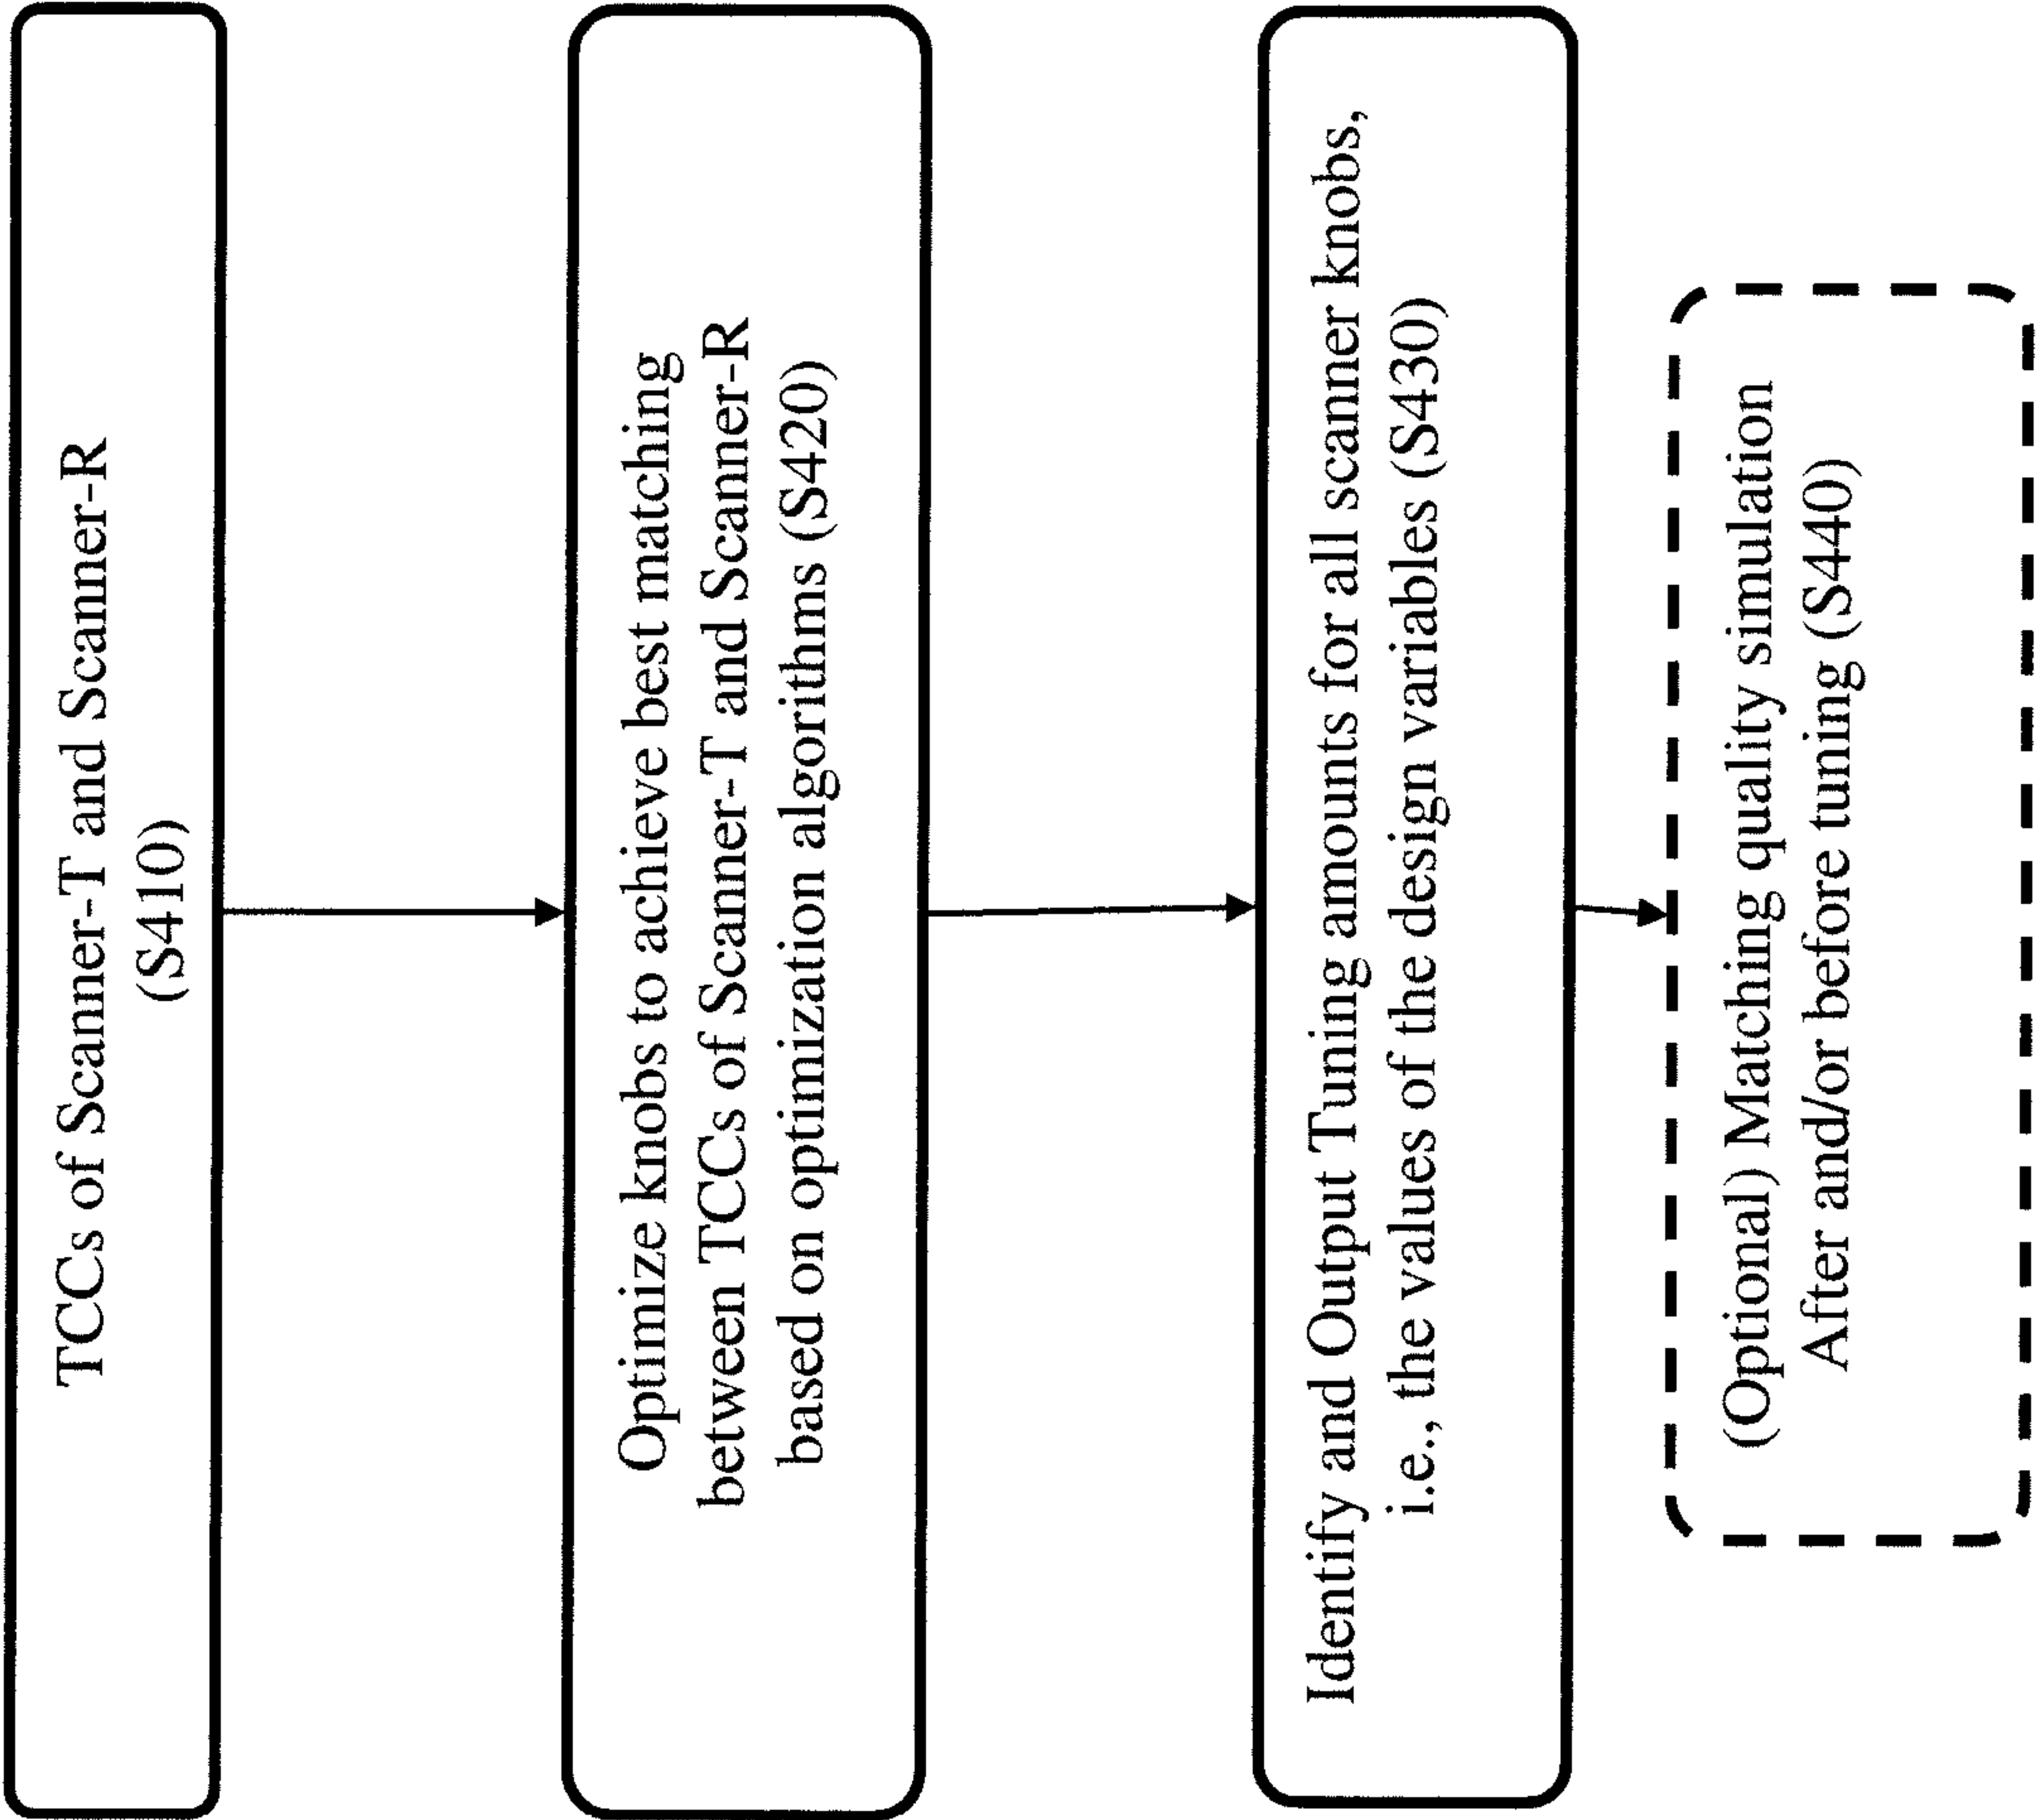 TCCs of Scanner-T and Scanner-R
(S410)
Optimize knobs to achieve best matching
between TCCs of Scanner-T and Scanner-R
based on optimization algorithms (S420)
Identify and Output Tuning amounts for all scanner knobs,
i.e., the values of the design variables (S430)
(Optional) Matching quality simulation
After and/or before tuning (S440)